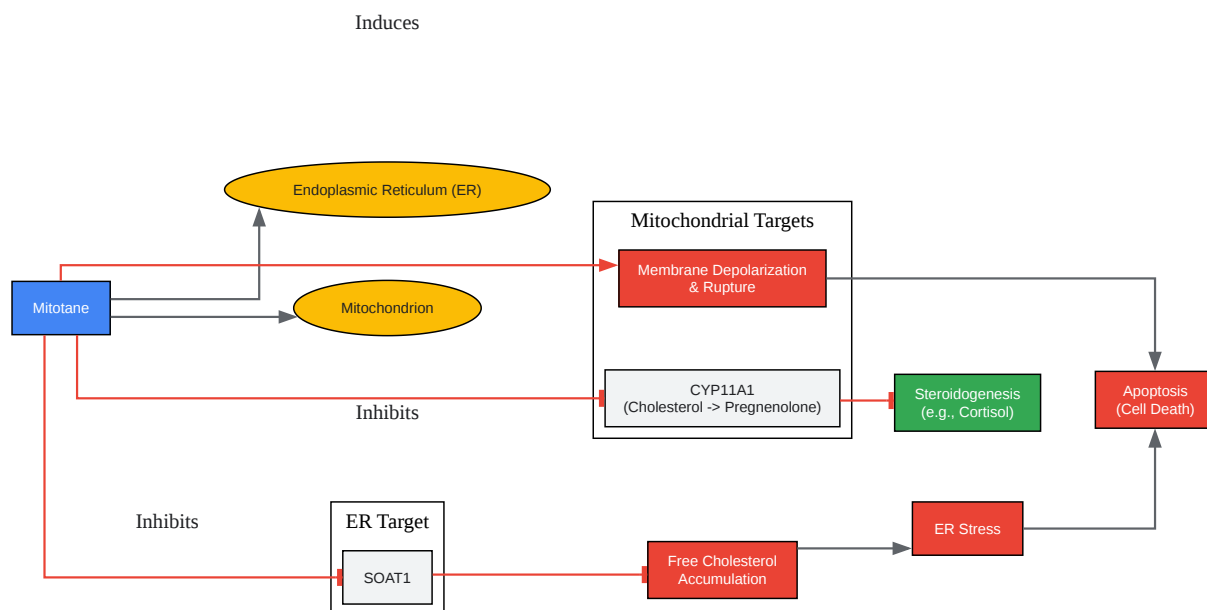 Induces
Endoplasmic Reticulum (ER)
Mitochondrial Targets
Membrane Depolarization
& Rupture
Mitotane
Mitochondrion
CYP11A1
(Cholesterol -> Pregnenolone)
Steroidogenesis
(e.g., Cortisol)
Apoptosis
(Cell Death)
Inhibits
Inhibits
ER Target
SOAT1
Free Cholesterol
Accumulation
ER Stress